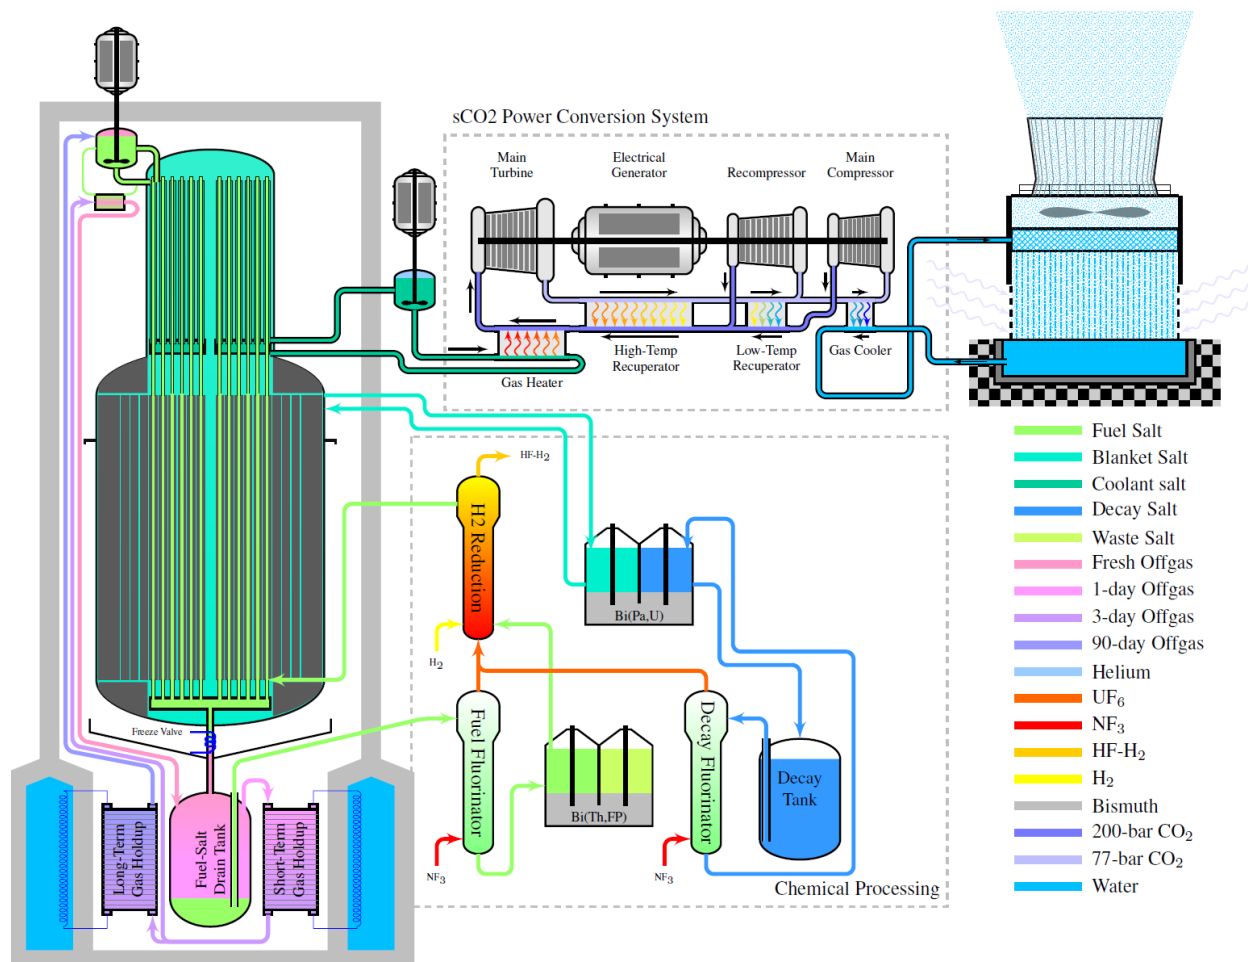 sCO2 Power Conversion System
Main
Turbine
Electrical
Generator
Recompressor
Main
Compressor
Gas Heater
High-Temp
Recuperator
Low-Temp
Recuperator
Gas Cooler
HF-H2
H2 Reduction
H2
Bi(Pa,U)
Freeze Valve
Fuel Fluorinator
NF3
Bi(Th,FP)
Decay Fluorinator
NF3
Decay
Tank
Chemical Processing
Long-Term
Gas Holdup
Fuel-Salt
Drain Tank
Short-Term
Gas Holdup
Fuel Salt
Blanket Salt
Coolant salt
Decay Salt
Waste Salt
Fresh Offgas
1-day Offgas
3-day Offgas
90-day Offgas
Helium
UF6
NF3
HF-H2
H2
Bismuth
200-bar CO2
77-bar CO2
Water